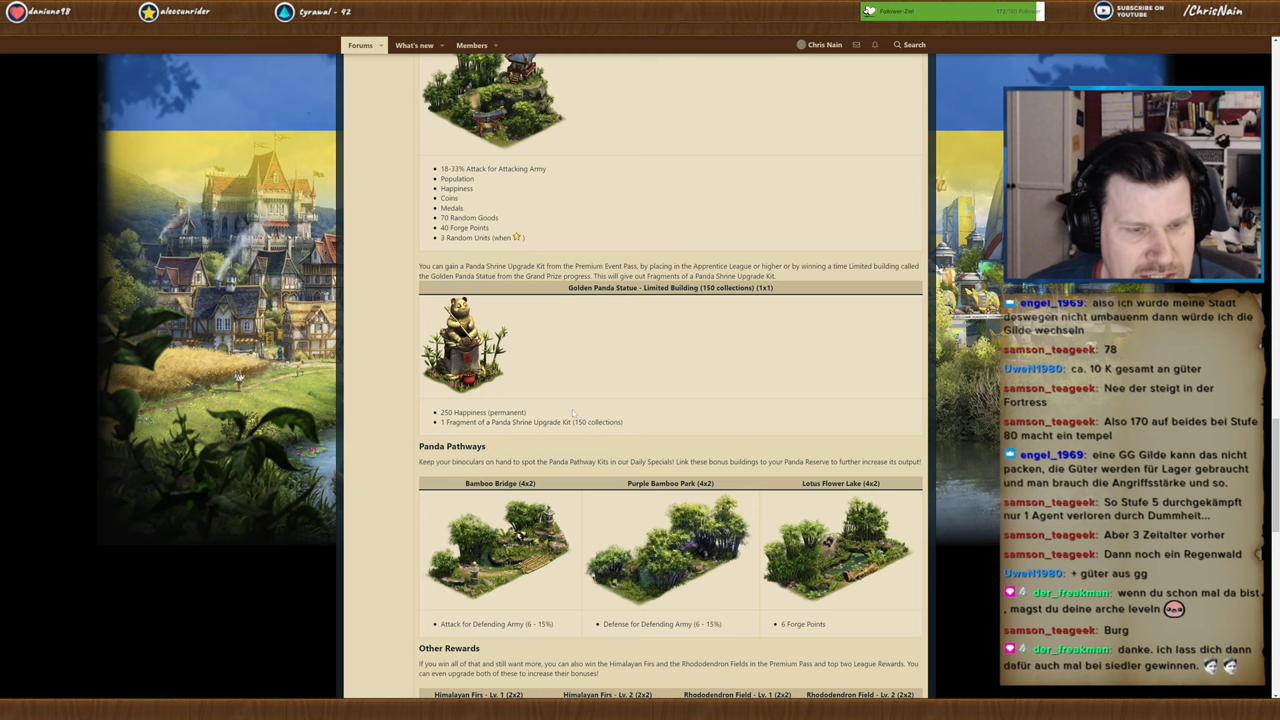 daniuno98
aleosunrider
tyrawal - 42
Follower-Ziel
172/180 Follower
SUBSCRIBE ON
YOUTUBE
/ChrisNain
Forums
What's new
Members
Chris Nain
Search
18-33% Attack for Attacking Army
Population
Happiness
Coins
Medals
70 Random Goods
40 Forge Points
3 Random Units (when )
You can gain a Panda Shrine Upgrade Kit from the Premium Event Pass, by placing in the Apprentice League or higher or by winning a time Limited building called
the Golden Panda Statue from the Grand Prize progress. This will give out Fragments of a Panda Shrine Upgrade Kit.
Golden Panda Statue - Limited Building (150 collections) (1x1)
250 Happiness (permanent)
1 Fragment of a Panda Shrine Upgrade Kit (150 collections)
Panda Pathways
Keep your binoculars on hand to spot the Panda Pathway Kits in our Daily Specials! Link these bonus buildings to your Panda Reserve to further increase its output!
Bamboo Bridge (4x2)
Purple Bamboo Park (4x2)
Lotus Flower Lake (4x2)
Attack for Defending Army (6 - 15%)
Defense for Defending Army (6 - 15%)
6 Forge Points
Other Rewards
If you win all of that and still want more, you can also win the Himalayan Firs and the Rhododendron Fields in the Premium Pass and top two League Rewards. You
can even upgrade both of these to increase their bonuses!
Himalayan Firs - Lv. 1 (2x2)
Himalayan Firs - Lv. 2 (2x2)
Rhododendron Field - Lv. 1 (2x2)
Rhododendron Field - Lv. 2 (2x2)
engel_1969: also ich würde meine Stadt
deswegen nicht umbauenm dann würde ich die
Gilde wechseln
samson_teageek: 78
UweN1980: ca. 10 K gesamt an güter
samson_teageek: Nee der steigt in der
Fortress
samson_teageek: Also 170 auf beides bei Stufe
80 macht ein tempel
engel_1969: eine GG Gilde kann das nicht
packen, die Güter werden für Lager gebraucht
und man brauch die Angriffsstärke und so.
samson_teageek: So Stufe 5 durchgekämpft
nur 1 Agent verloren durch Dummheit...
samson_teageek: Aber 3 Zeitalter vorher
samson_teageek: Dann noch ein Regenwald
UweN1980: + güter aus gg
der_freakman: wenn du schon mal da bist
, magst du deine arche leveln
samson_teageek: Burg
der_freakman: danke. ich lass dich dann
dafür auch mal bei siedler gewinnen.